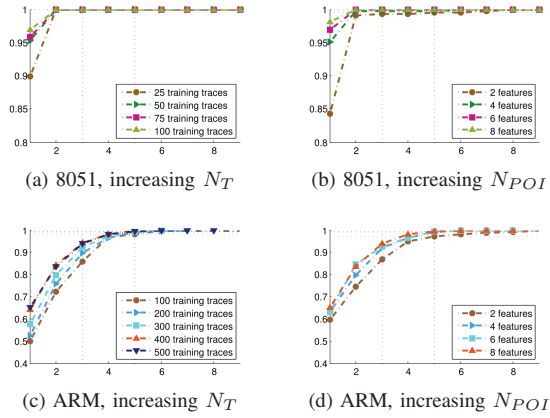 1
0.95
0.9
0.85
0.8
2 4 6 8
25 training traces
50 training traces
75 training traces
100 training traces
(a) 8051, increasing N_T
1
0.95
0.9
0.85
0.8
2 4 6 8
2 features
4 features
6 features
8 features
(b) 8051, increasing N_{POI}
1
0.9
0.8
0.7
0.6
0.5
0.4
2 4 6 8
100 training traces
200 training traces
300 training traces
400 training traces
500 training traces
(c) ARM, increasing N_T
1
0.9
0.8
0.7
0.6
0.5
0.4
2 4 6 8
2 features
4 features
6 features
8 features
(d) ARM, increasing N_{POI}